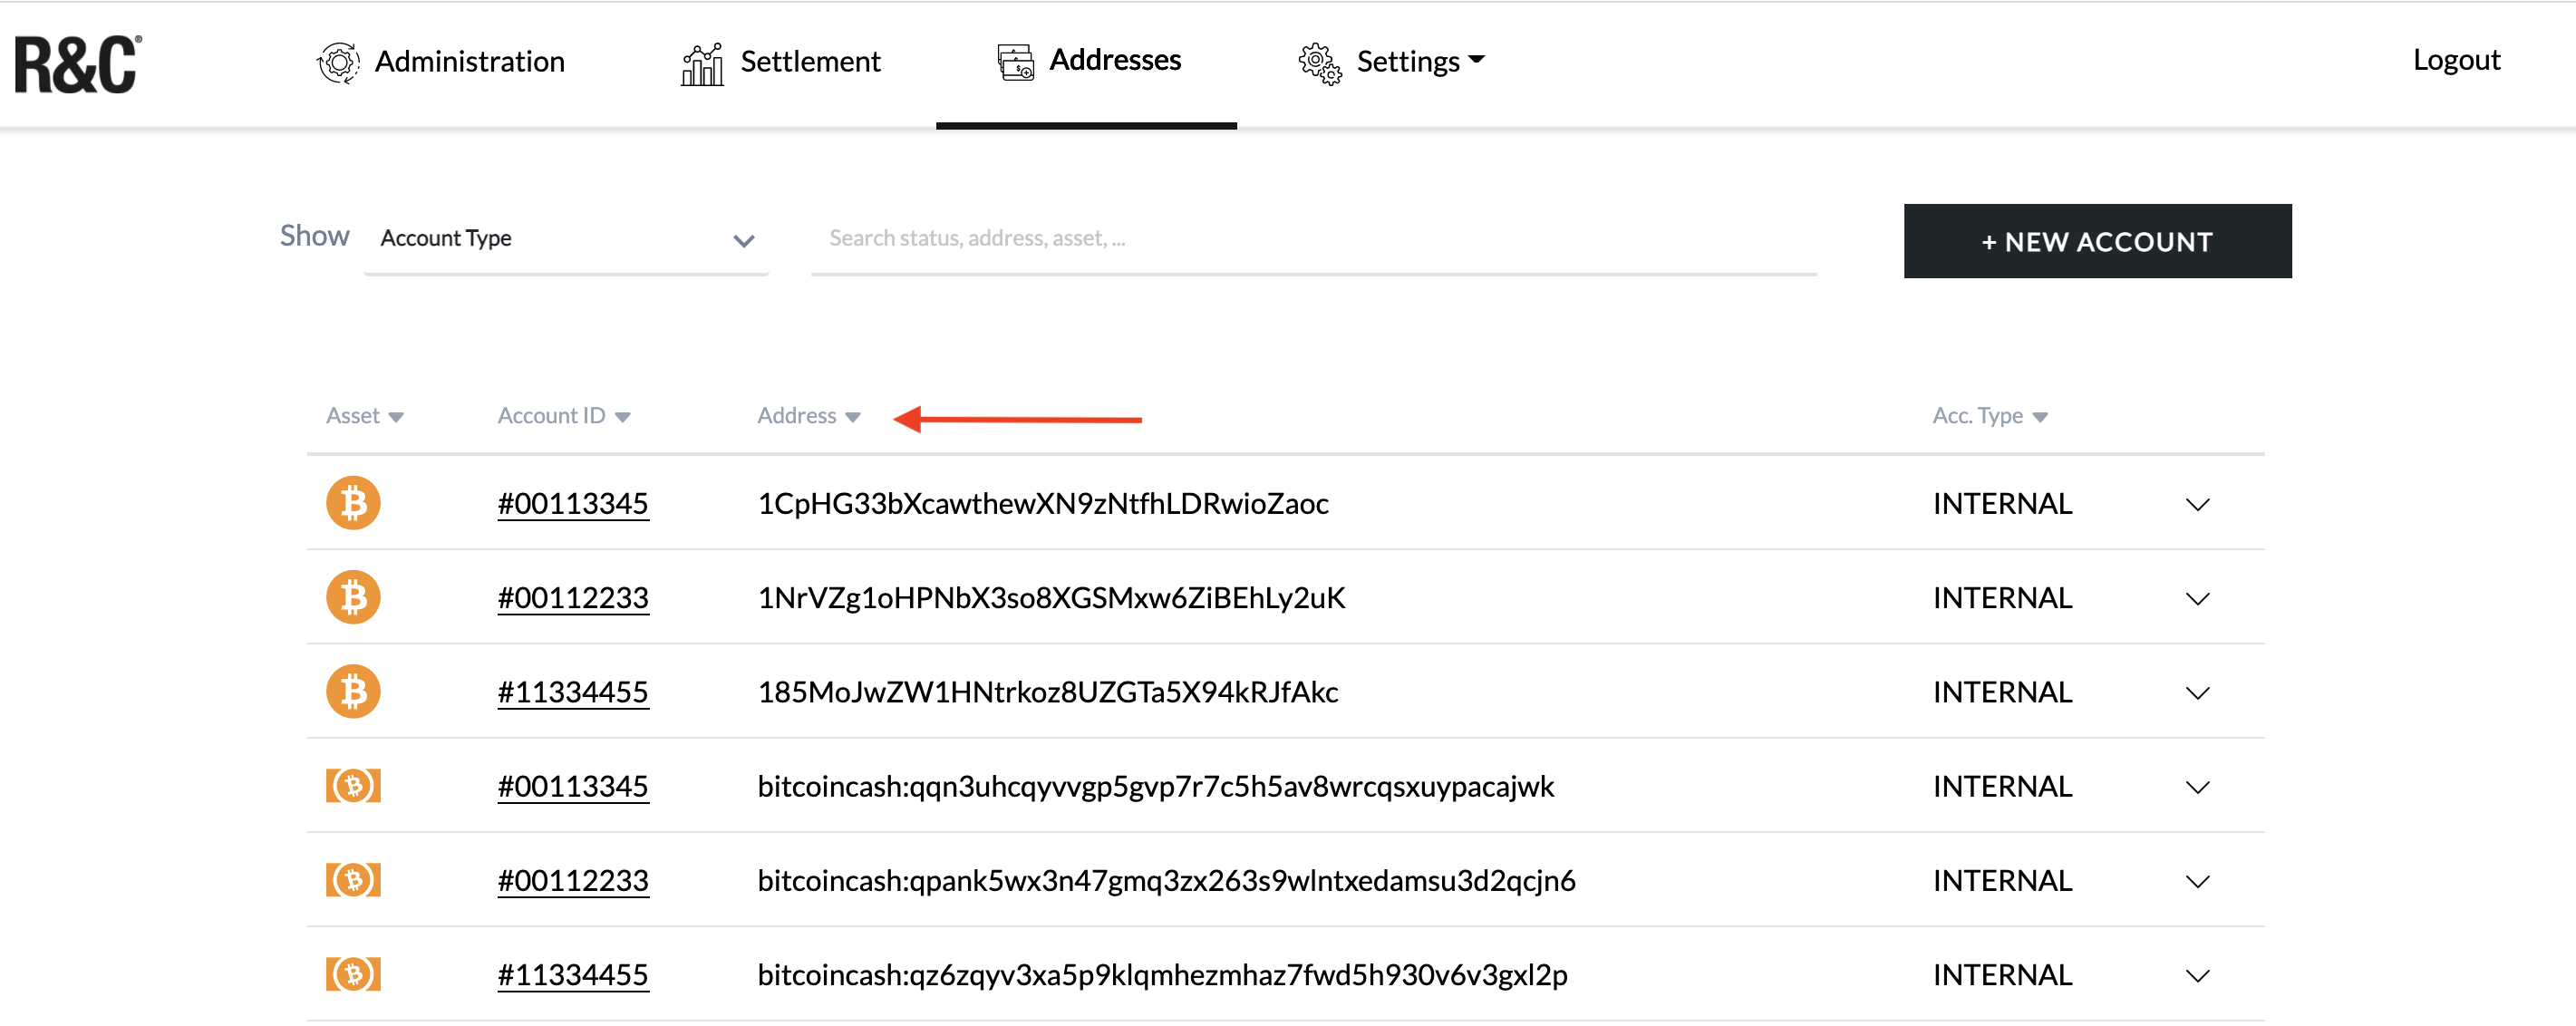 R&C®
Administration
Settlement
Addresses
Settings
Logout
Show
Account Type
Search status, address, asset, ...
+ NEW ACCOUNT
Asset Account ID Address Acc. Type
#00113345 1CpHG33bXcawthewXN9zNtfhLDRwioZaoc INTERNAL
#00112233 1NrVZg1oHPNbX3so8XGSMxw6ZiBEhLy2uK INTERNAL
#11334455 185MoJwZW1HNtrkoz8UZGTa5X94kRJfAkc INTERNAL
#00113345 bitcoincash:qqn3uhcqyvvgp5gvp7r7c5h5av8wrcqsxuypacajwk INTERNAL
#00112233 bitcoincash:qpank5wx3n47gmq3zx263s9wlntxedamsu3d2qcjn6 INTERNAL
#11334455 bitcoincash:qz6zqyv3xa5p9klqmhezmhaz7fwd5h930v6v3gxl2p INTERNAL